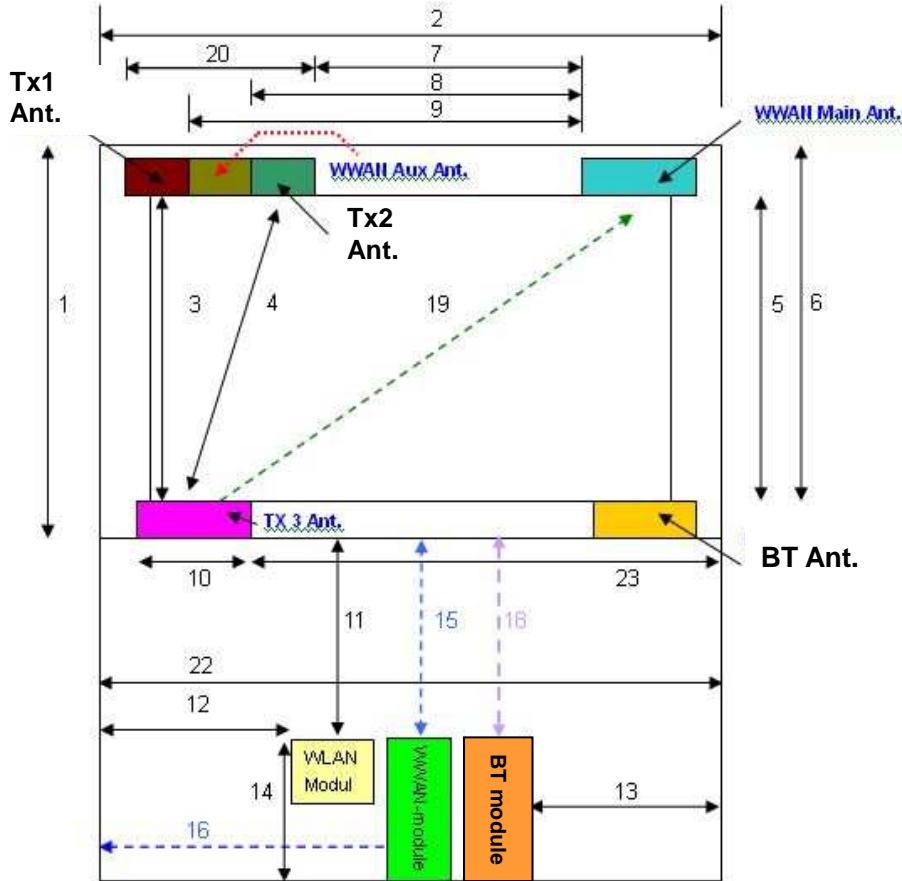 2
20
7
8
9
Tx1
Ant.
WWAN Main Ant.
WWAN Aux Ant.
Tx2
Ant.
1
3
4
19
5
6
TX 3 Ant.
BT Ant.
10
23
11
15
18
22
12
WLAN
Modul
WWAN-module
BT module
14
13
16